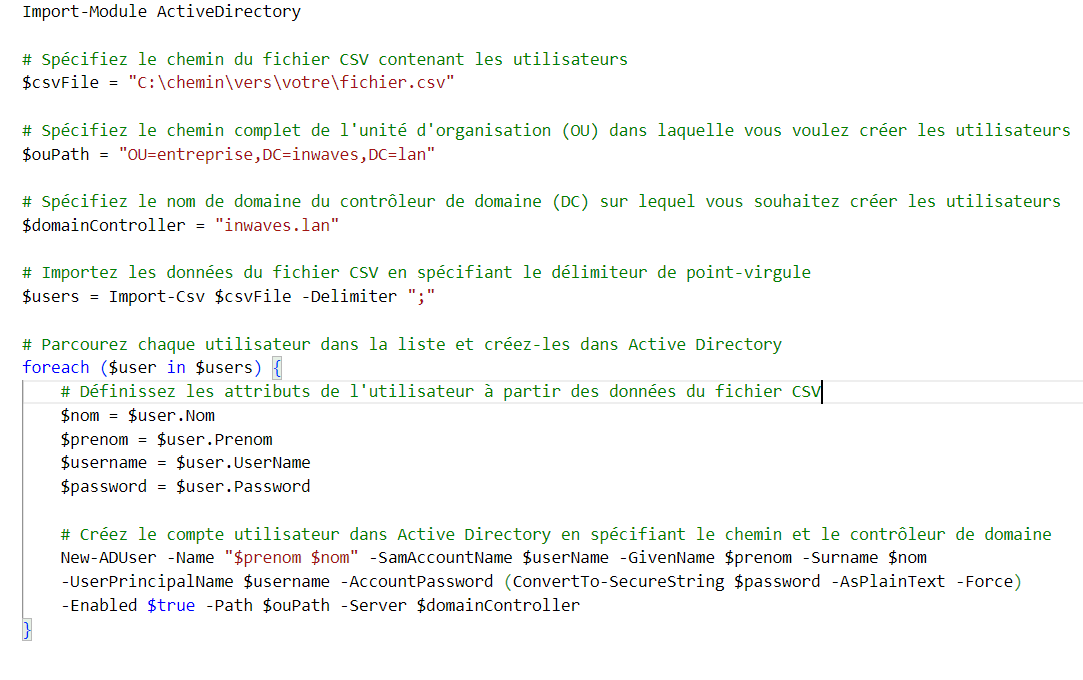 Import-Module ActiveDirectory
# Spécifiez le chemin du fichier CSV contenant les utilisateurs
$csvFile = "C:\chemin\vers\votre\fichier.csv"
# Spécifiez le chemin complet de l'unité d'organisation (OU) dans laquelle vous voulez créer les utilisateurs
$ouPath = "OU=entreprise,DC=inwaves,DC=lan"
# Spécifiez le nom de domaine du contrôleur de domaine (DC) sur lequel vous souhaitez créer les utilisateurs
$domainController = "inwaves.lan"
# Importez les données du fichier CSV en spécifiant le délimiteur de point-virgule
$users = Import-Csv $csvFile -Delimiter ";"
# Parcourez chaque utilisateur dans la liste et créez-les dans Active Directory
foreach ($user in $users) {
    # Définissez les attributs de l'utilisateur à partir des données du fichier CSV
    $nom = $user.Nom
    $prenom = $user.Prenom
    $username = $user.UserName
    $password = $user.Password
    # Créez le compte utilisateur dans Active Directory en spécifiant le chemin et le contrôleur de domaine
    New-ADUser -Name "$prenom $nom" -SamAccountName $userName -GivenName $prenom -Surname $nom
    -UserPrincipalName $username -AccountPassword (ConvertTo-SecureString $password -AsPlainText -Force)
    -Enabled $true -Path $ouPath -Server $domainController
}